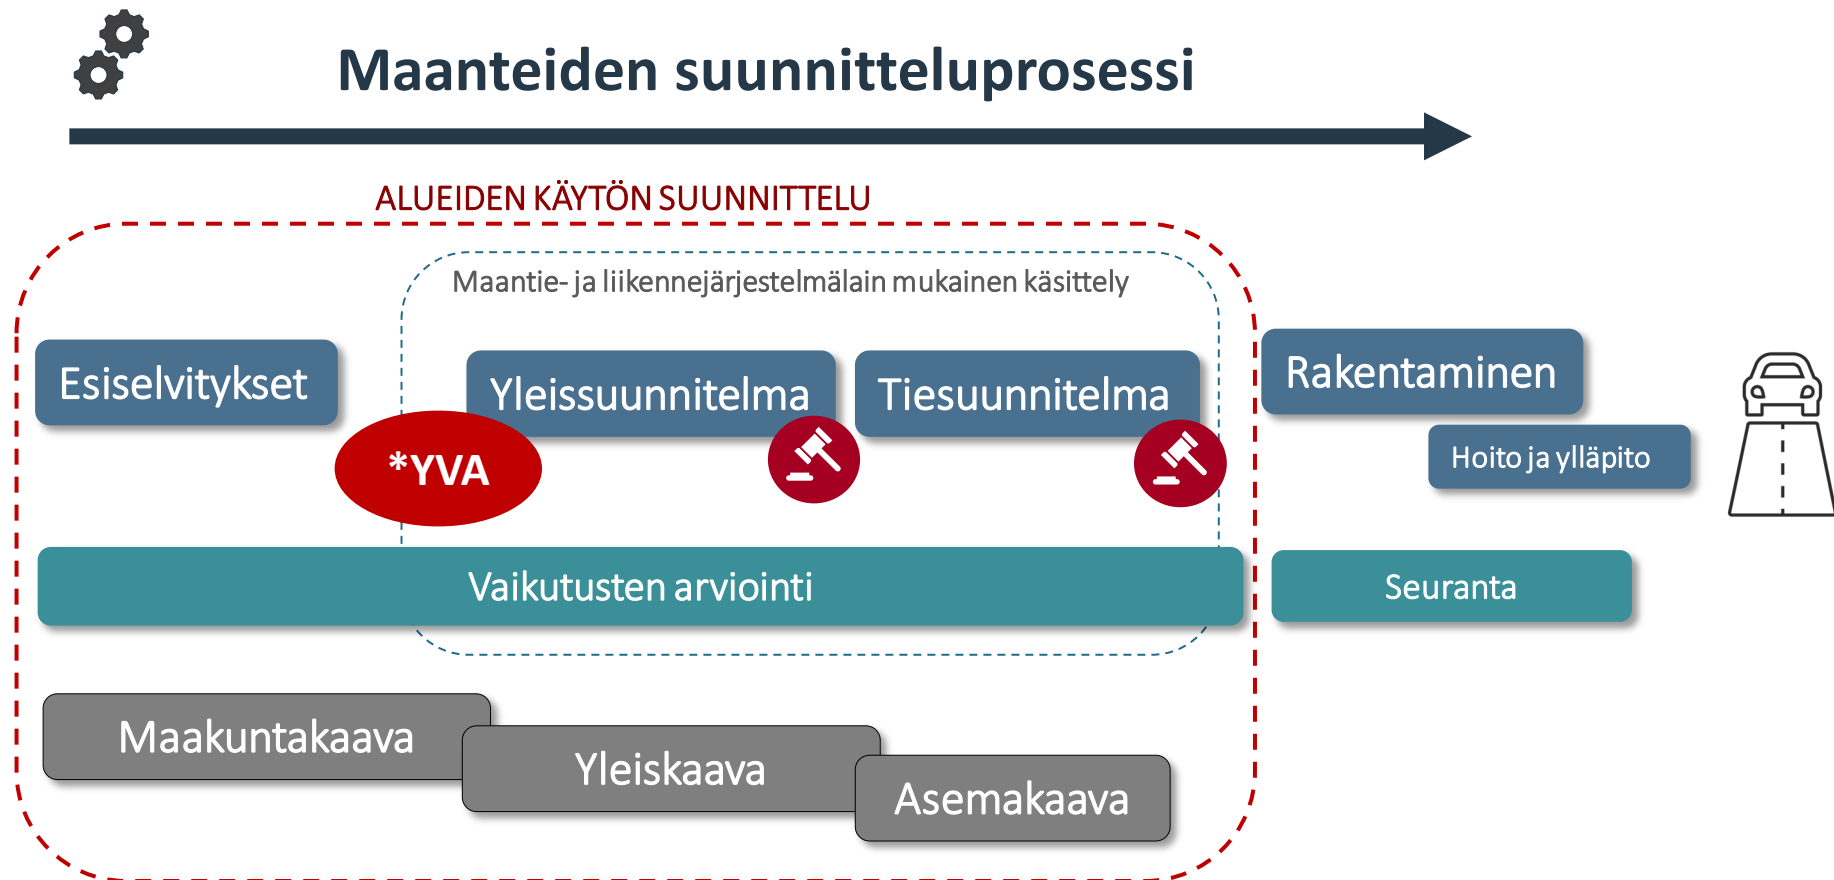 Maanteiden suunnitteluprosessi
ALUEIDEN KÄYTÖN SUUNNITTELU
Maantie- ja liikennejärjestelmälain mukainen käsittely
Esiselvitykset
Yleissuunnitelma
Tiesuunnitelma
Rakentaminen
*YVA
Hoito ja ylläpito
Vaikutusten arviointi
Seuranta
Maakuntakaava
Yleiskaava
Asemakaava